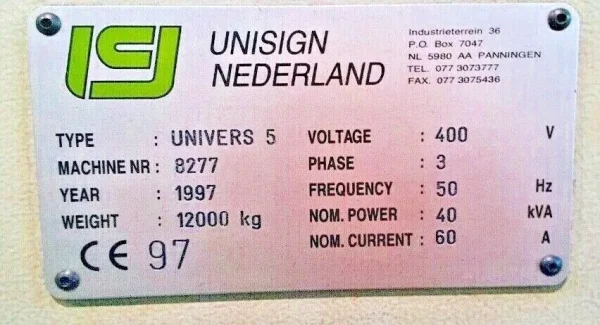 UNISIGN
NEDERLAND
Industrieterrein 36
P.O. Box 7047
NL 5980 AA PANNINGEN
TEL. 077 3073777
FAX. 077 3075436
TYPE : UNIVERS 5
MACHINE NR : 8277
YEAR : 1997
WEIGHT : 12000 kg
CE 97
VOLTAGE : 400 V
PHASE : 3
FREQUENCY : 50 Hz
NOM. POWER : 40 kVA
NOM. CURRENT : 60 A